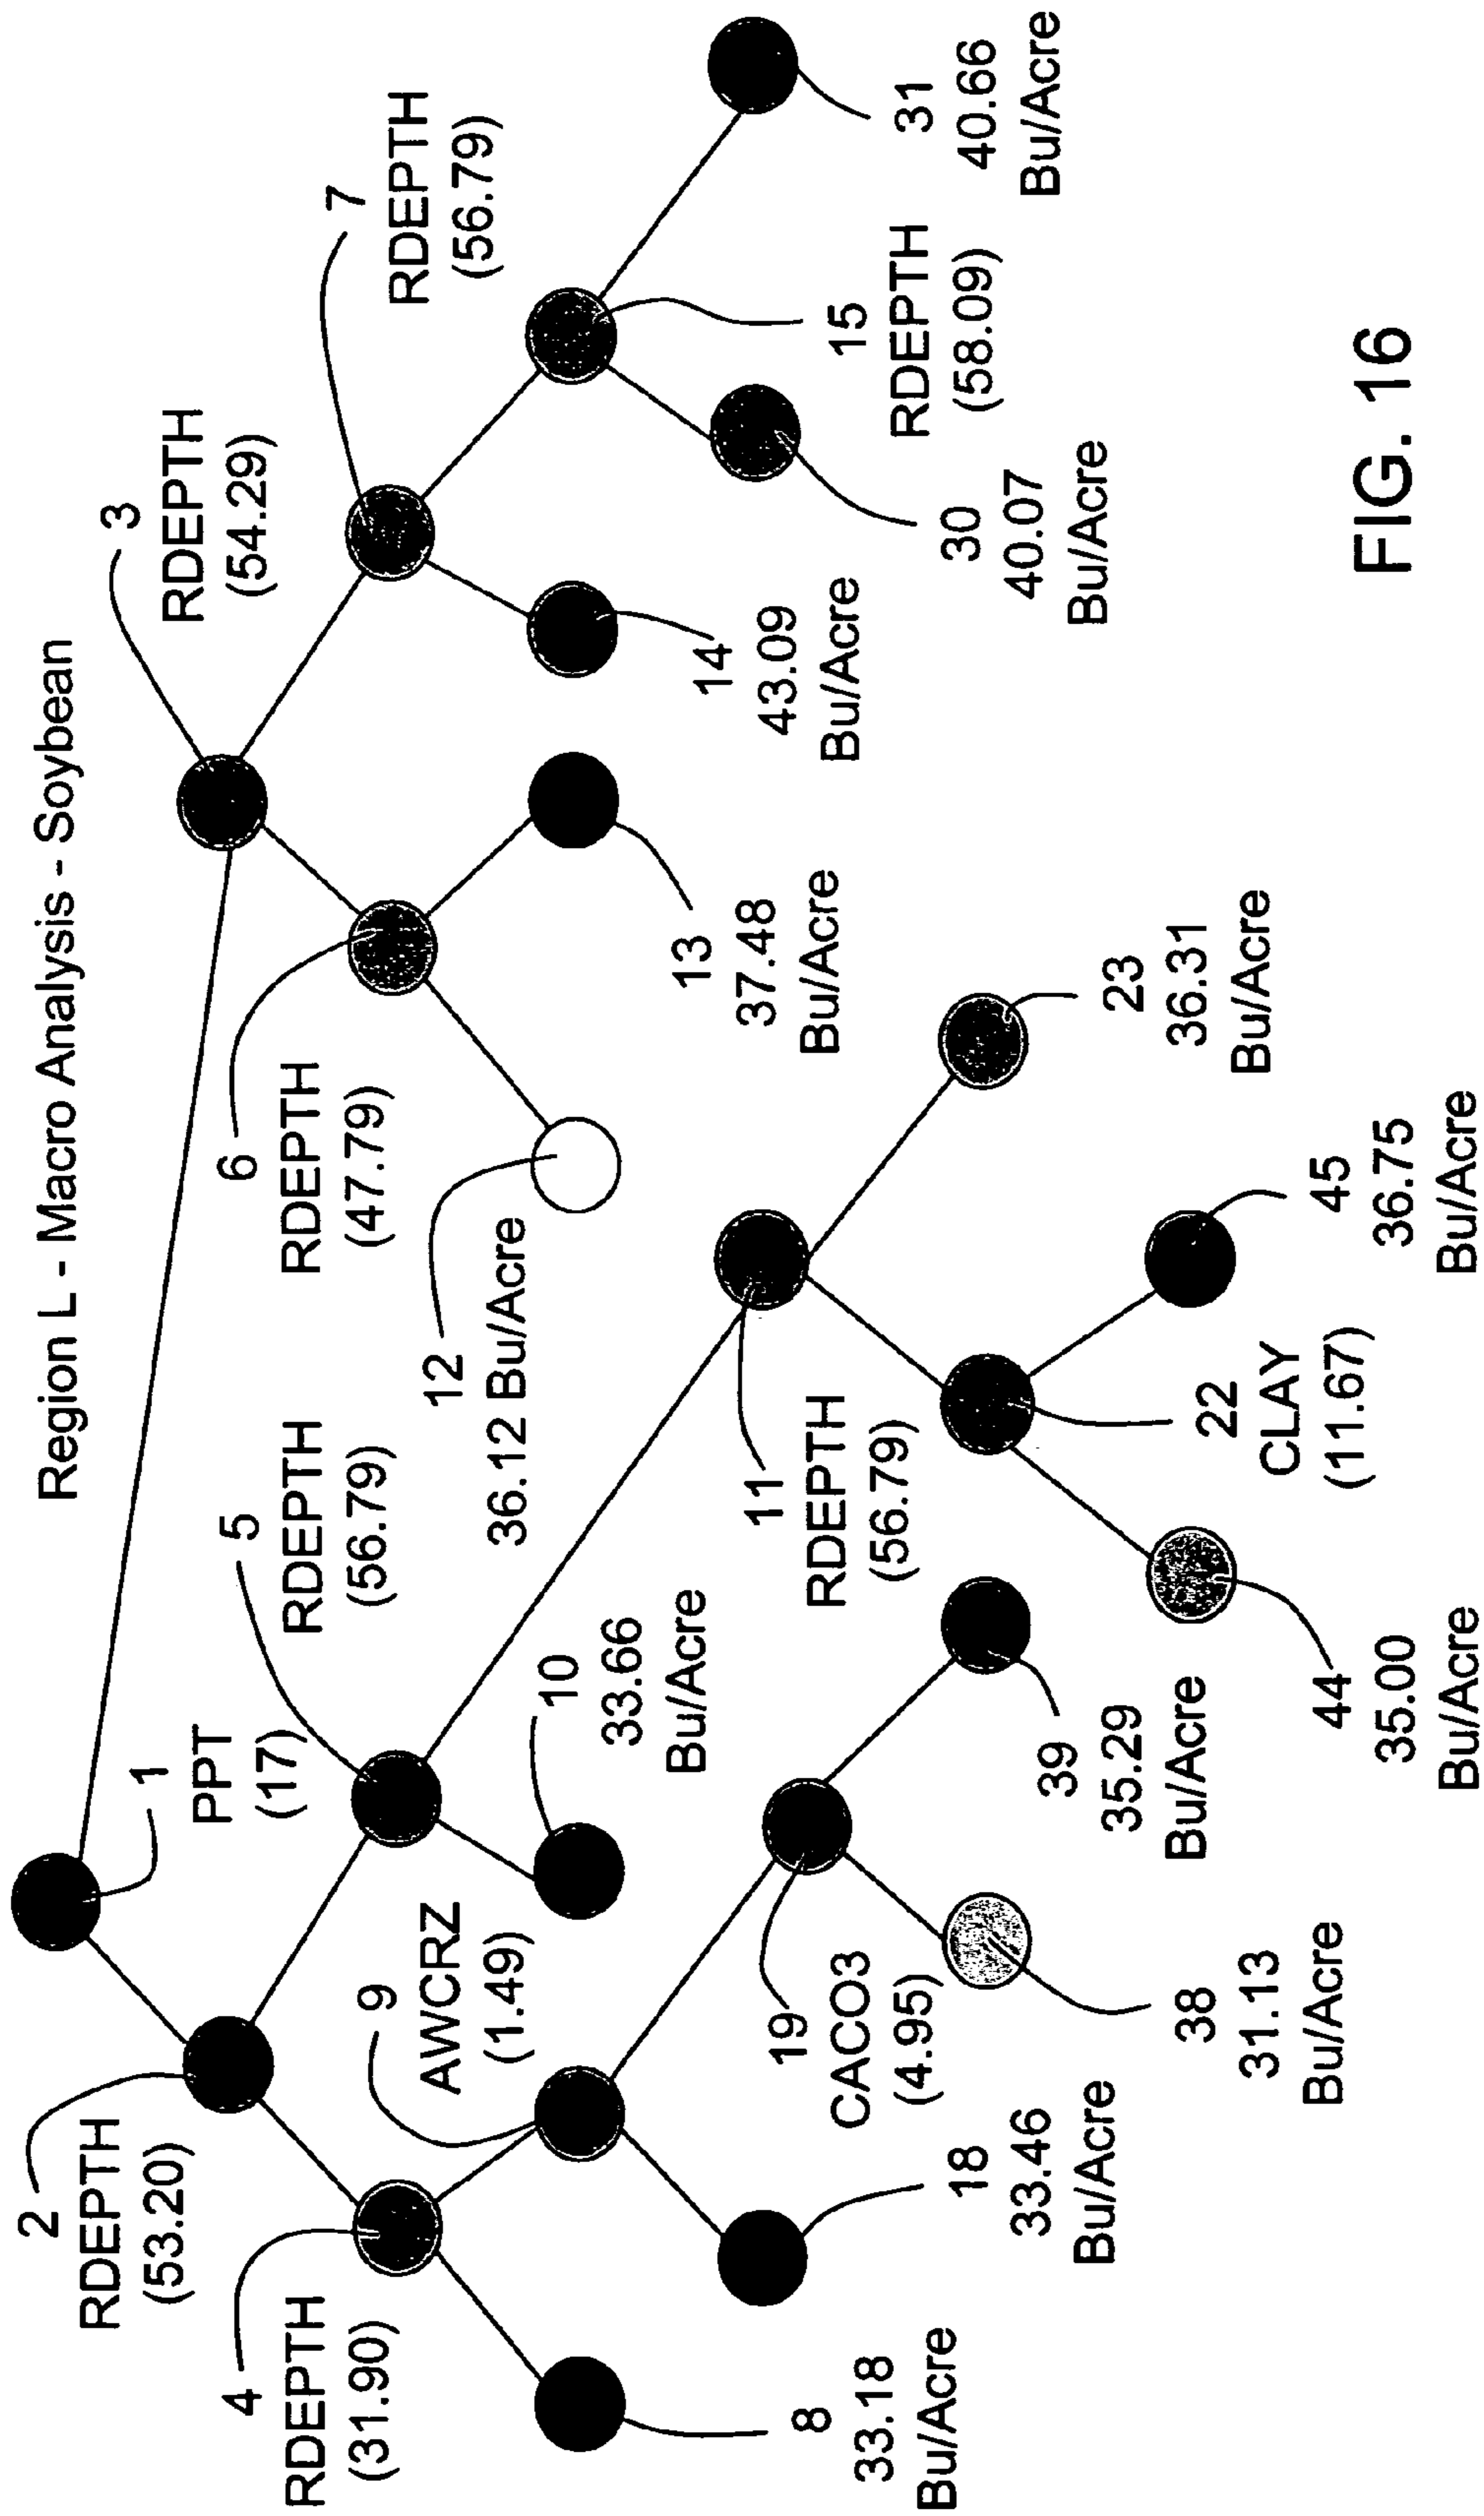 Region L - Macro Analysis - Soybean
1
PPT
(17)
2
RDEPTH
(53.20)
3
RDEPTH
(54.29)
4
RDEPTH
(31.90)
5
RDEPTH
(56.79)
6
RDEPTH
(47.79)
7
RDEPTH
(56.79)
8
33.18
Bu/Acre
9
AWCRZ
(1.49)
10
33.66
Bu/Acre
11
RDEPTH
(56.79)
12
36.12 Bu/Acre
13
37.48
Bu/Acre
14
43.09
Bu/Acre
15
RDEPTH
(58.09)
18
33.46
Bu/Acre
19
CACO3
(4.95)
22
CLAY
(11.67)
23
36.31
Bu/Acre
30
40.07
Bu/Acre
31
40.66
Bu/Acre
38
31.13
Bu/Acre
39
35.29
Bu/Acre
44
35.00
Bu/Acre
45
36.75
Bu/Acre
FIG. 16